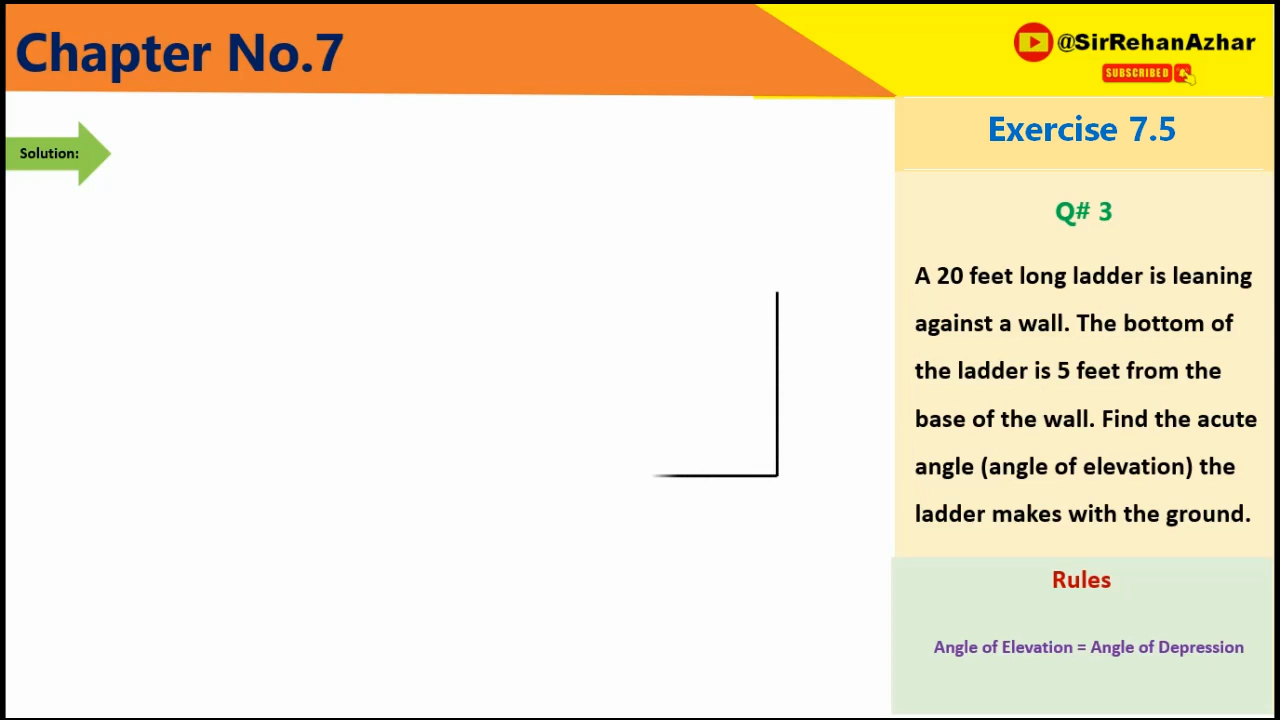 Chapter No.7
@SirRehanAzhar
SUBSCRIBED
Exercise 7.5
Solution:
Q# 3
A 20 feet long ladder is leaning
against a wall. The bottom of
the ladder is 5 feet from the
base of the wall. Find the acute
angle (angle of elevation) the
ladder makes with the ground.
Rules
Angle of Elevation = Angle of Depression